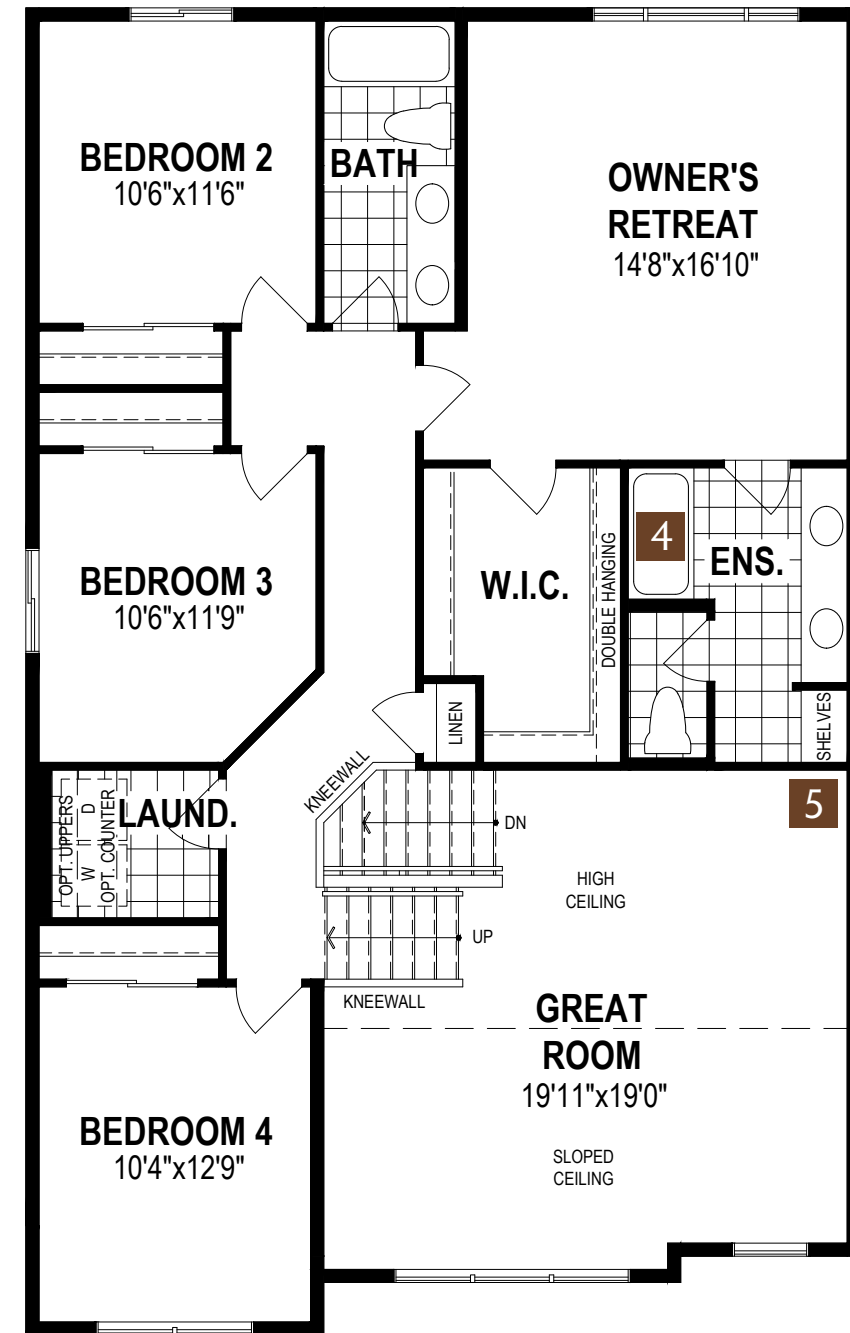 BEDROOM 2
10'6"x11'6"
BATH
OWNER'S
RETREAT
14'8"x16'10"
BEDROOM 3
10'6"x11'9"
W.I.C.
DOUBLE HANGING
4
ENS.
LINEN
SHELVES
KNEEWALL
LAUND.
OPT. UPPERS
W D
OPT. COUNTER
DN
5
HIGH
CEILING
UP
KNEEWALL
GREAT
ROOM
19'11"x19'0"
SLOPED
CEILING
BEDROOM 4
10'4"x12'9"